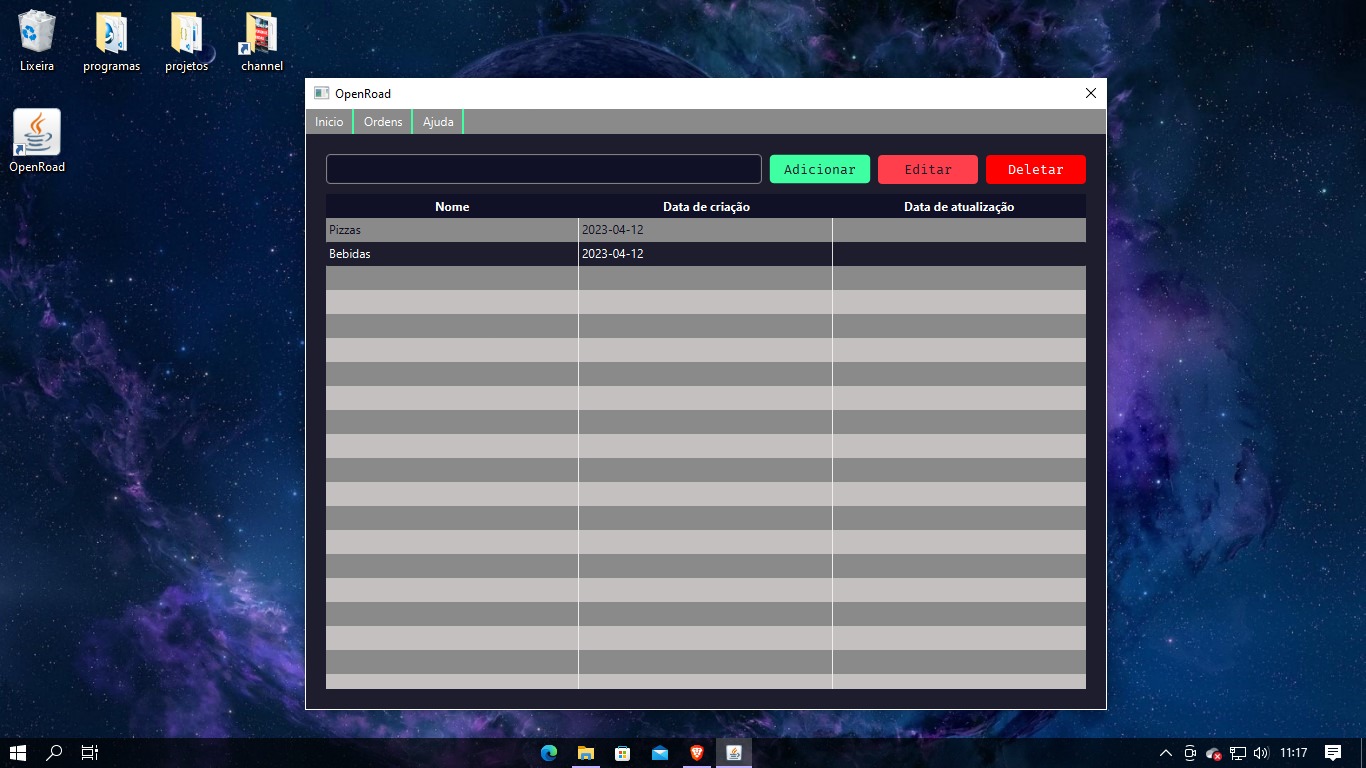 Lixeira
programas
projetos
channel
OpenRoad
OpenRoad
Inicio Ordens Ajuda
Adicionar Editar Deletar
Nome Data de criação Data de atualização
Pizzas 2023-04-12
Bebidas 2023-04-12
11:17